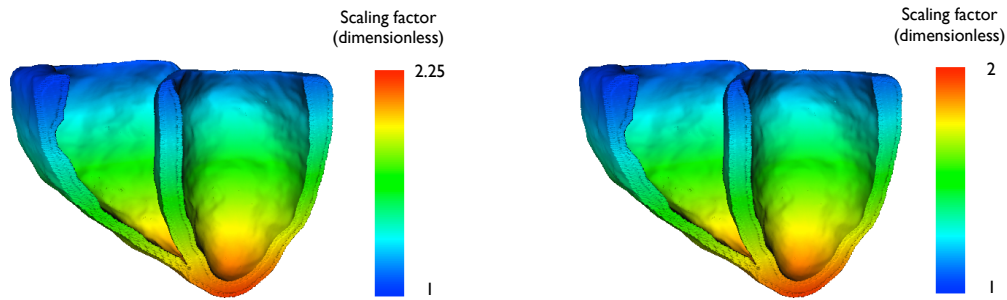 Scaling factor
(dimensionless)
2.25
1
Scaling factor
(dimensionless)
2
1